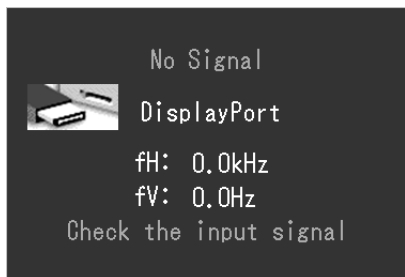 No Signal
DisplayPort
fH: 0.0kHz
fV: 0.0Hz
Check the input signal